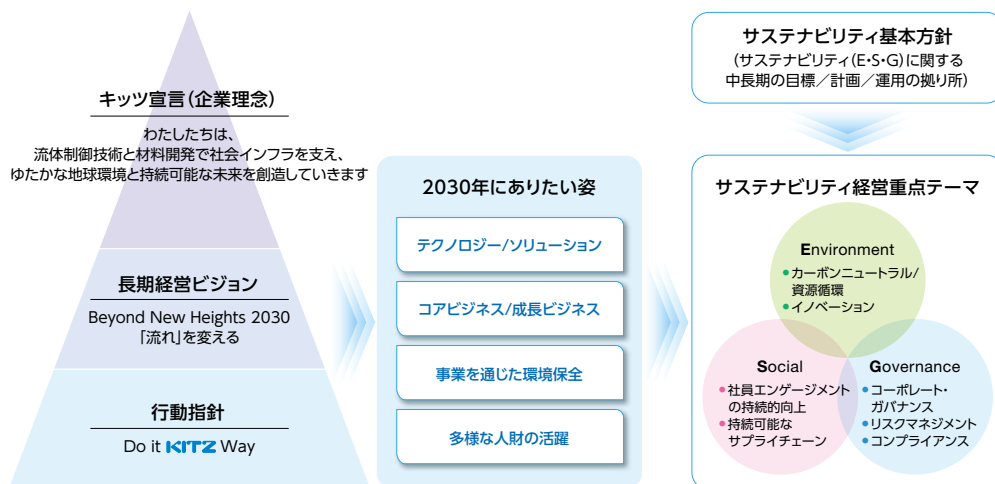 キッツ宣言(企業理念)
わたしたちは、
流体制御技術と材料開発で社会インフラを支え、
ゆたかな地球環境と持続可能な未来を創造していきます
長期経営ビジョン
Beyond New Heights 2030
「流れ」を変える
行動指針
Do it KITZ Way
2030年にありたい姿
テクノロジー/ソリューション
コアビジネス/成長ビジネス
事業を通じた環境保全
多様な人財の活躍
サステナビリティ基本方針
(サステナビリティ(E・S・G)に関する
中長期の目標/計画/運用の拠り所)
サステナビリティ経営重点テーマ
Environment
●カーボンニュートラル/
資源循環
●イノベーション
Social
●社員エンゲージメント
の持続的向上
●持続可能な
サプライチェーン
Governance
●コーポレート・
ガバナンス
●リスクマネジメント
●コンプライアンス